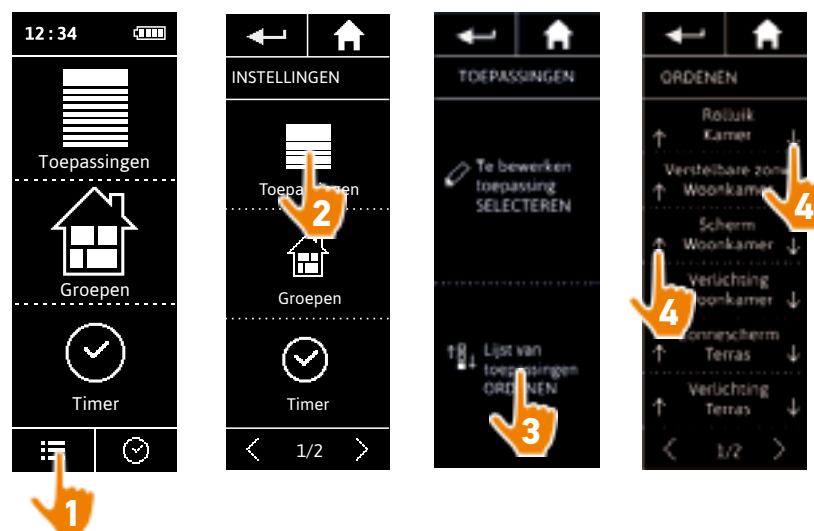 12:34
Toepassingen
Groepen
Timer
1
INSTELLINGEN
Toepassingen
2
Groepen
Timer
1/2
TOEPASSINGEN
Te bewerken
toepassing
SELECTEREN
Lijst van
toepassingen
ORDENEN
3
ORDENEN
Rolluik
Kamer
4
Verstelbare zon
Woonkamer
Scherm
Woonkamer
4
Verlichting
Woonkamer
Zonnescherm
Terras
Verlichting
Terras
1/2